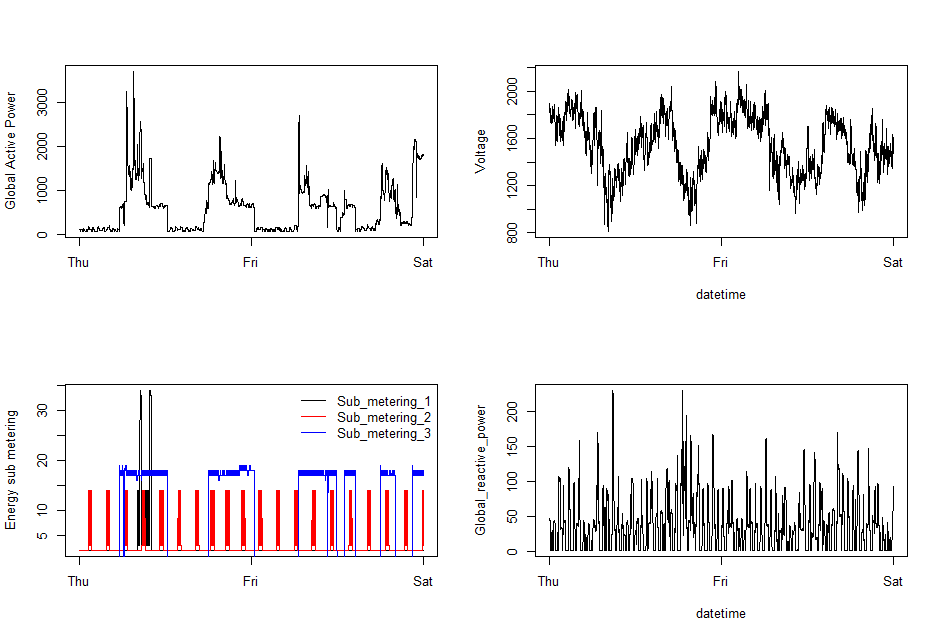 Global Active Power
3000
2000
1000
0
Thu Fri Sat
Voltage
2000
1600
1200
800
Thu Fri Sat
datetime
Energy sub metering
30
20
10
5
Sub_metering_1
Sub_metering_2
Sub_metering_3
Thu Fri Sat
Global_reactive_power
200
150
100
50
0
Thu Fri Sat
datetime